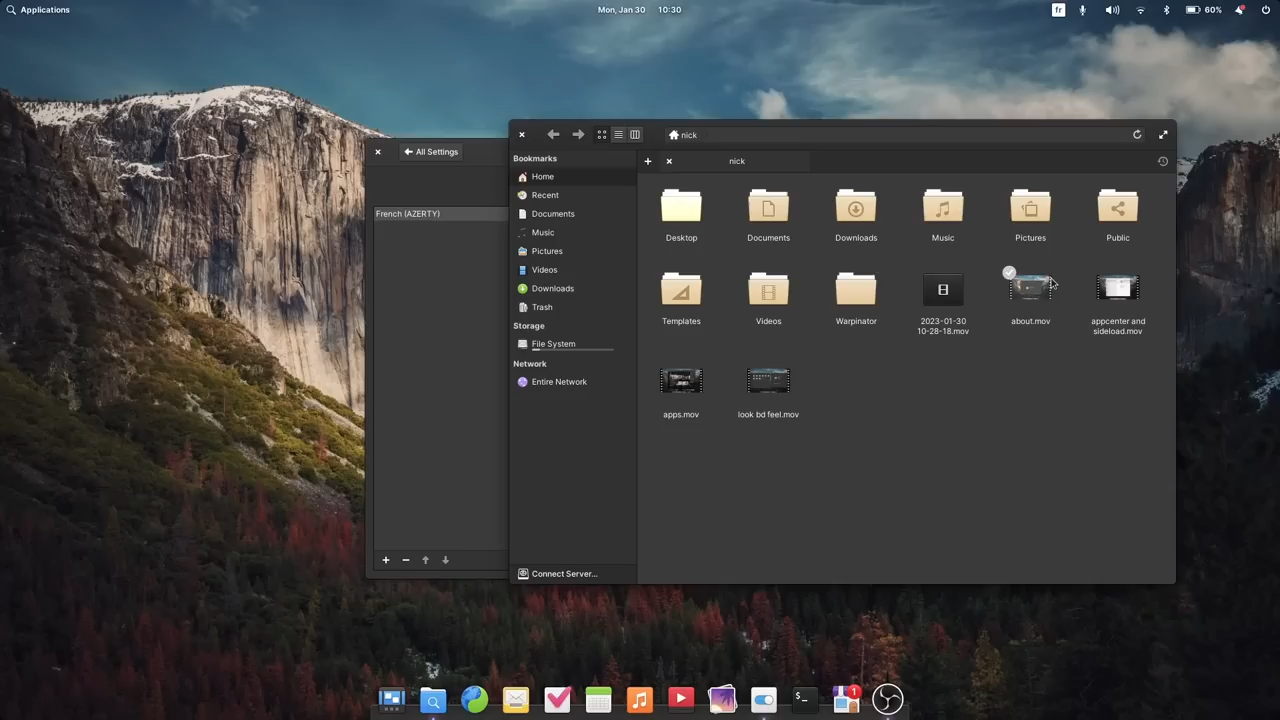 Applications
Mon, Jan 30 10:30
fr
60%
All Settings
French (AZERTY)
nick
nick
Bookmarks
Home
Recent
Documents
Music
Pictures
Videos
Downloads
Trash
Storage
File System
Network
Entire Network
Connect Server...
Desktop
Documents
Downloads
Music
Pictures
Public
Templates
Videos
Warpinator
2023-01-30
10-28-18.mov
about.mov
appcenter and
sideload.mov
apps.mov
look bd feel.mov
1